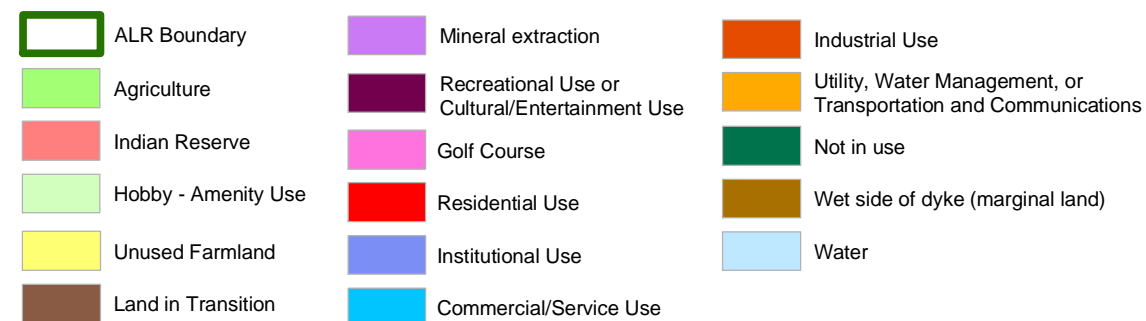 ALR Boundary
Agriculture
Indian Reserve
Hobby - Amenity Use
Unused Farmland
Land in Transition
Mineral extraction
Recreational Use or
Cultural/Entertainment Use
Golf Course
Residential Use
Institutional Use
Commercial/Service Use
Industrial Use
Utility, Water Management, or
Transportation and Communications
Not in use
Wet side of dyke (marginal land)
Water